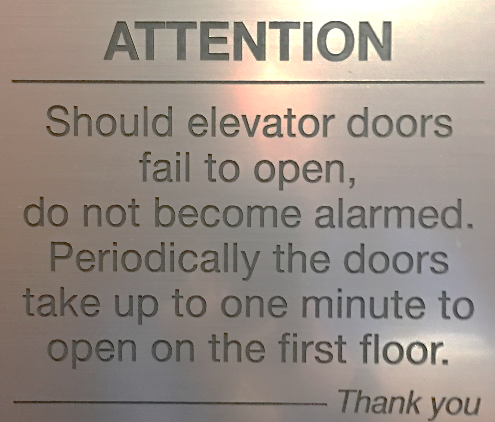 ATTENTION
Should elevator doors
fail to open,
do not become alarmed.
Periodically the doors
take up to one minute to
open on the first floor.
Thank you